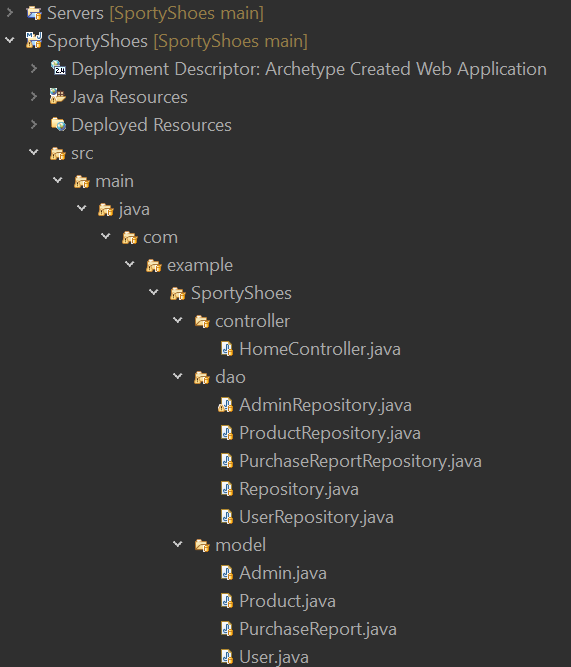 Servers [SportyShoes main]
SportyShoes [SportyShoes main]
Deployment Descriptor: Archetype Created Web Application
Java Resources
Deployed Resources
src
main
java
com
example
SportyShoes
controller
HomeController.java
dao
AdminRepository.java
ProductRepository.java
PurchaseReportRepository.java
Repository.java
UserRepository.java
model
Admin.java
Product.java
PurchaseReport.java
User.java